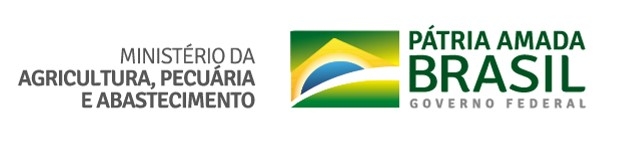 MINISTÉRIO DA
AGRICULTURA, PECUÁRIA
E ABASTECIMENTO
PÁTRIA AMADA
BRASIL
GOVERNO FEDERAL